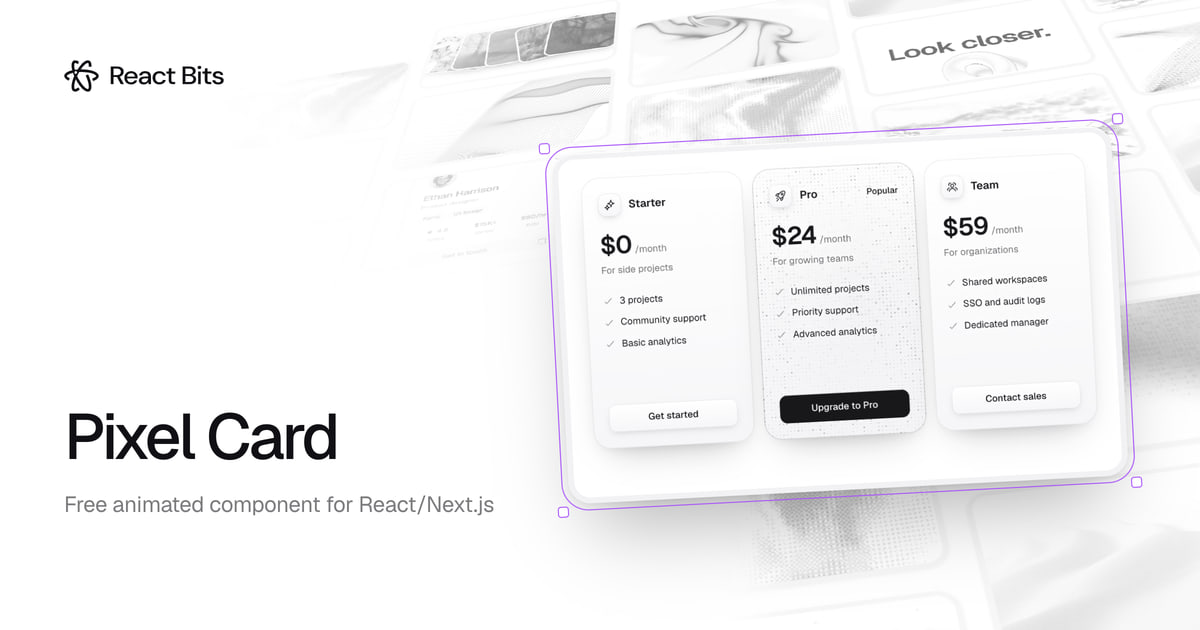 React Bits
Look closer.
Ethan Harrison
Starter
$0 /month
For side projects
3 projects
Community support
Basic analytics
Get started
Pro
Popular
$24 /month
For growing teams
Unlimited projects
Priority support
Advanced analytics
Upgrade to Pro
Team
$59 /month
For organizations
Shared workspaces
SSO and audit logs
Dedicated manager
Contact sales
Pixel Card
Free animated component for React/Next.js